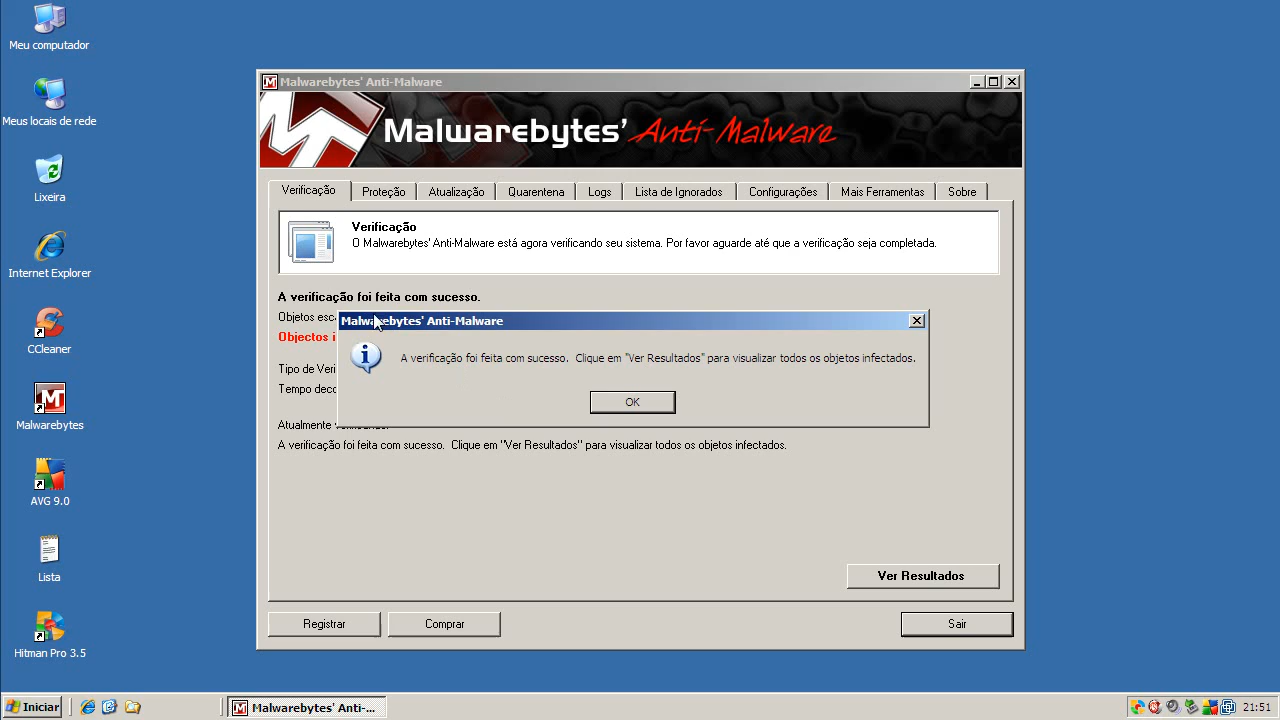 Meu computador
Meus locais de rede
Lixeira
Internet Explorer
CCleaner
Malwarebytes
AVG 9.0
Lista
Hitman Pro 3.5
Malwarebytes' Anti-Malware
Malwarebytes' Anti-Malware
Verificação Proteção Atualização Quarentena Logs Lista de Ignorados Configurações Mais Ferramentas Sobre
Verificação
O Malwarebytes' Anti-Malware está agora verificando seu sistema. Por favor aguarde até que a verificação seja completada.
A verificação foi feita com sucesso.
Objetos esc
Objectos i
Tipo de Veri
Tempo deco
Atualmente
A verificação foi feita com sucesso. Clique em "Ver Resultados" para visualizar todos os objetos infectados.
Malwarebytes' Anti-Malware
A verificação foi feita com sucesso. Clique em "Ver Resultados" para visualizar todos os objetos infectados.
OK
Ver Resultados
Registrar Comprar Sair
Iniciar Malwarebytes' Anti-... 21:51